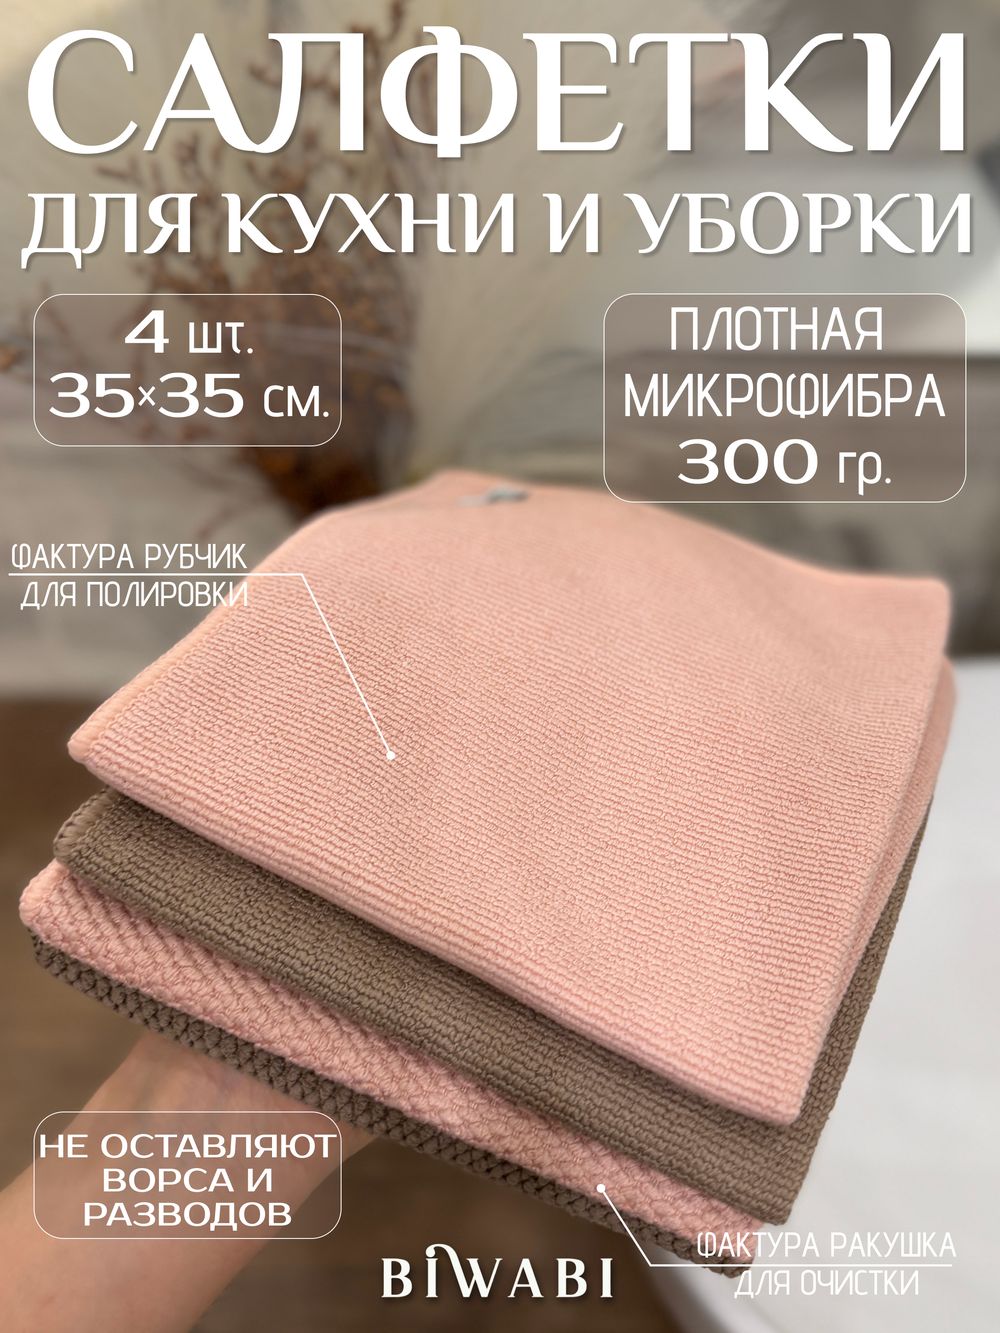 САЛФЕТКИ
ДЛЯ КУХНИ И УБОРКИ
4 шт.
35×35 см.
ПЛОТНАЯ
МИКРОФИБРА
300 гр.
ФАКТУРА РУБЧИК
ДЛЯ ПОЛИРОВКИ
НЕ ОСТАВЛЯЮТ
ВОРСА И
РАЗВОДОВ
ФАКТУРА РАКУШКА
ДЛЯ ОЧИСТКИ
BIWABI